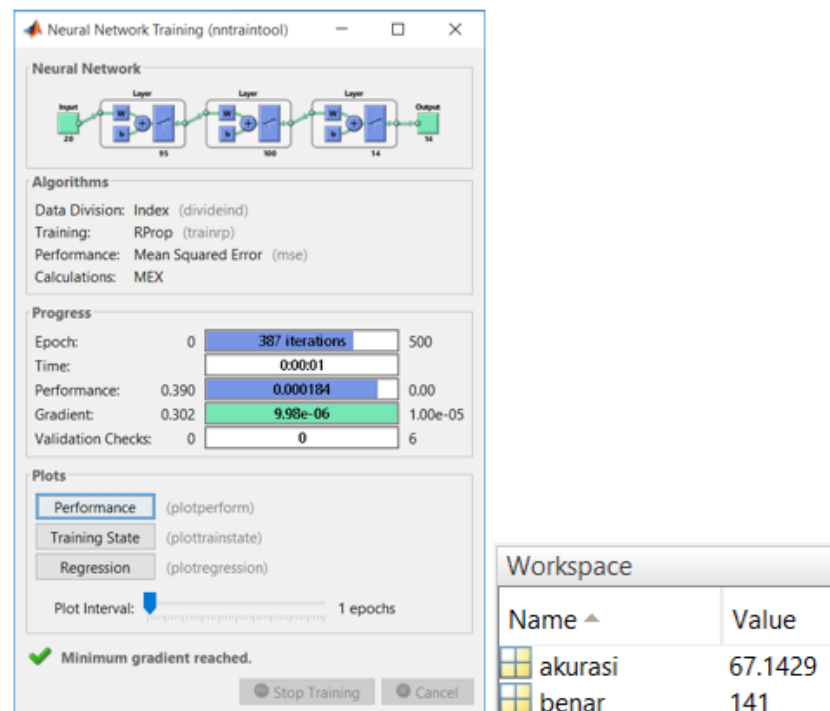 Neural Network Training (nntraintool)
Neural Network
Layer Layer Layer
Input Output
W W W
b b b
20 95 100 14 14
Algorithms
Data Division: Index (divideind)
Training: RProp (trainrp)
Performance: Mean Squared Error (mse)
Calculations: MEX
Progress
Epoch: 0 387 iterations 500
Time: 0:00:01
Performance: 0.390 0.000184 0.00
Gradient: 0.302 9.98e-06 1.00e-05
Validation Checks: 0 0 6
Plots
Performance (plotperform)
Training State (plottrainstate)
Regression (plotregression)
Plot Interval: 1 epochs
Minimum gradient reached.
Stop Training Cancel
Workspace
Name Value
akurasi 67.1429
benar 141